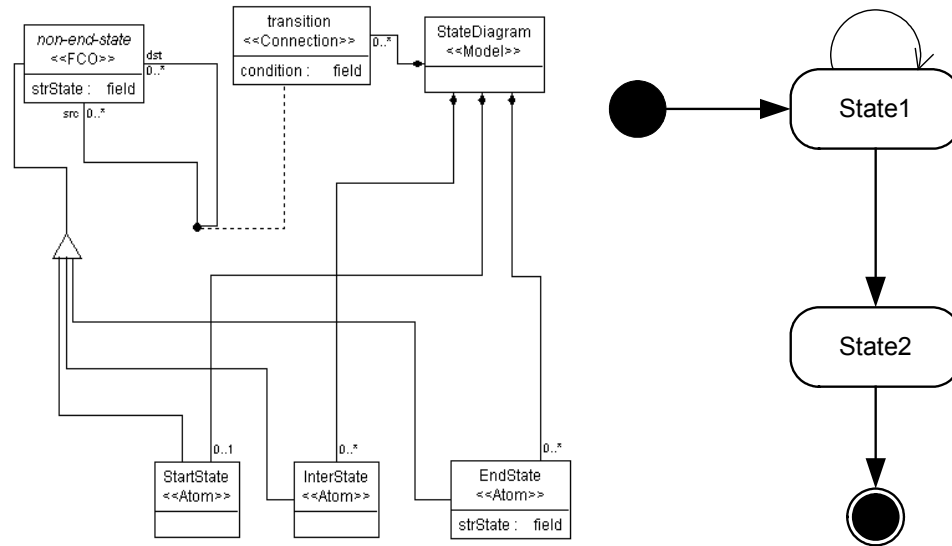 non-end-state
<<FCO>>
strState : field
dst
0..*
src 0..*
transition
<<Connection>>
condition : field
0..*
StateDiagram
<<Model>>
0..1
0..*
0..*
StartState
<<Atom>>
InterState
<<Atom>>
EndState
<<Atom>>
strState : field
State1
State2